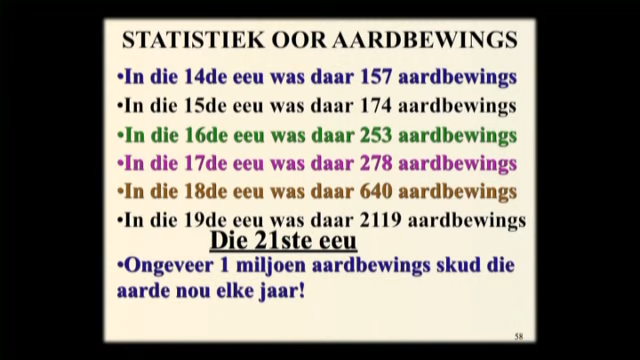 STATISTIEK OOR AARDBEWINGS
•In die 14de eeu was daar 157 aardbewings
•In die 15de eeu was daar 174 aardbewings
•In die 16de eeu was daar 253 aardbewings
•In die 17de eeu was daar 278 aardbewings
•In die 18de eeu was daar 640 aardbewings
•In die 19de eeu was daar 2119 aardbewings
Die 21ste eeu
•Ongeveer 1 miljoen aardbewings skud die
aarde nou elke jaar!
58